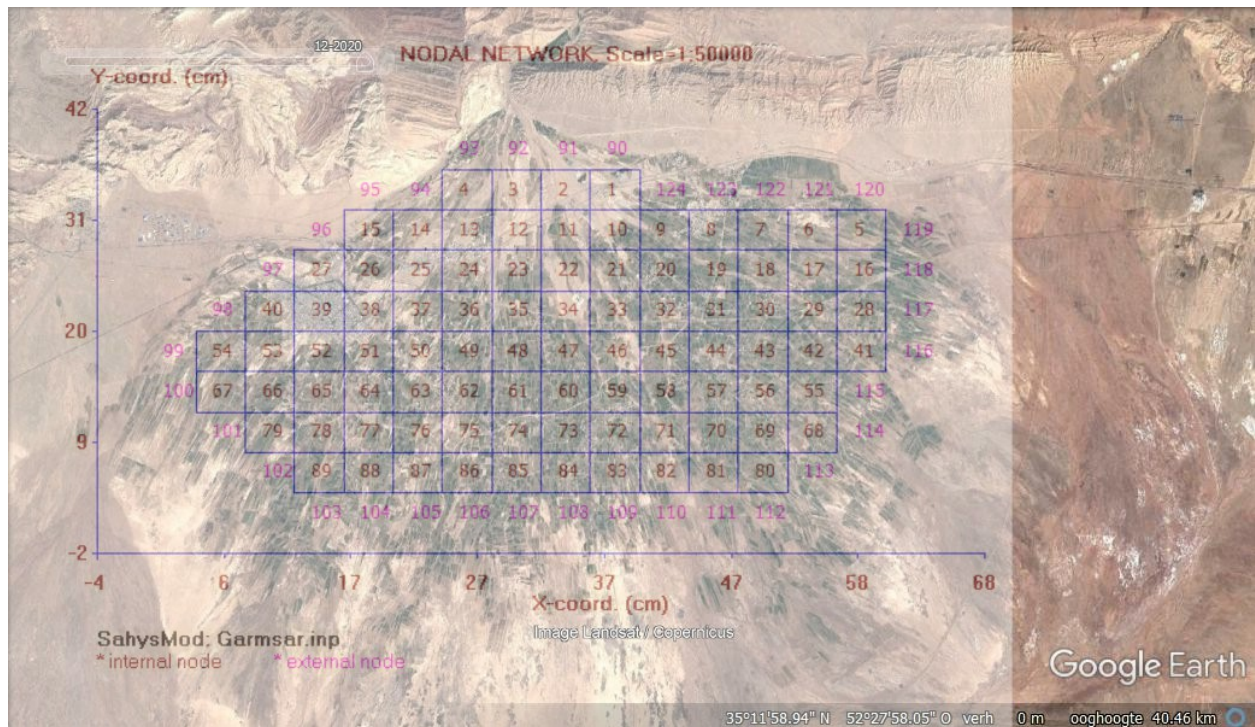 12-2020
NODAL NETWORK, Scale=1:50000
Y-coord. (cm)
42
93 92 91 90
95 94 4 3 2 1 124 123 122 121 120
31
96 15 14 13 12 11 10 9 8 7 6 5 119
97 27 26 25 24 23 22 21 20 19 18 17 16 118
98 40 39 38 37 36 35 34 33 32 31 30 29 28 117
20
99 54 53 52 51 50 49 48 47 46 45 44 43 42 41 116
100 67 66 65 64 63 62 61 60 59 58 57 56 55 115
101 79 78 77 76 75 74 73 72 71 70 69 68 114
9
102 89 88 87 86 85 84 83 82 81 80 113
103 104 105 106 107 108 109 110 111 112
-2
-4 6 17 27 37 47 58 68
X-coord. (cm)
Image Landsat / Copernicus
SahysMod: Garmsar.inp
* internal node * external node
Google Earth
35°11'58.94" N 52°27'58.05" O verh 0 m ooghoogte 40.46 km